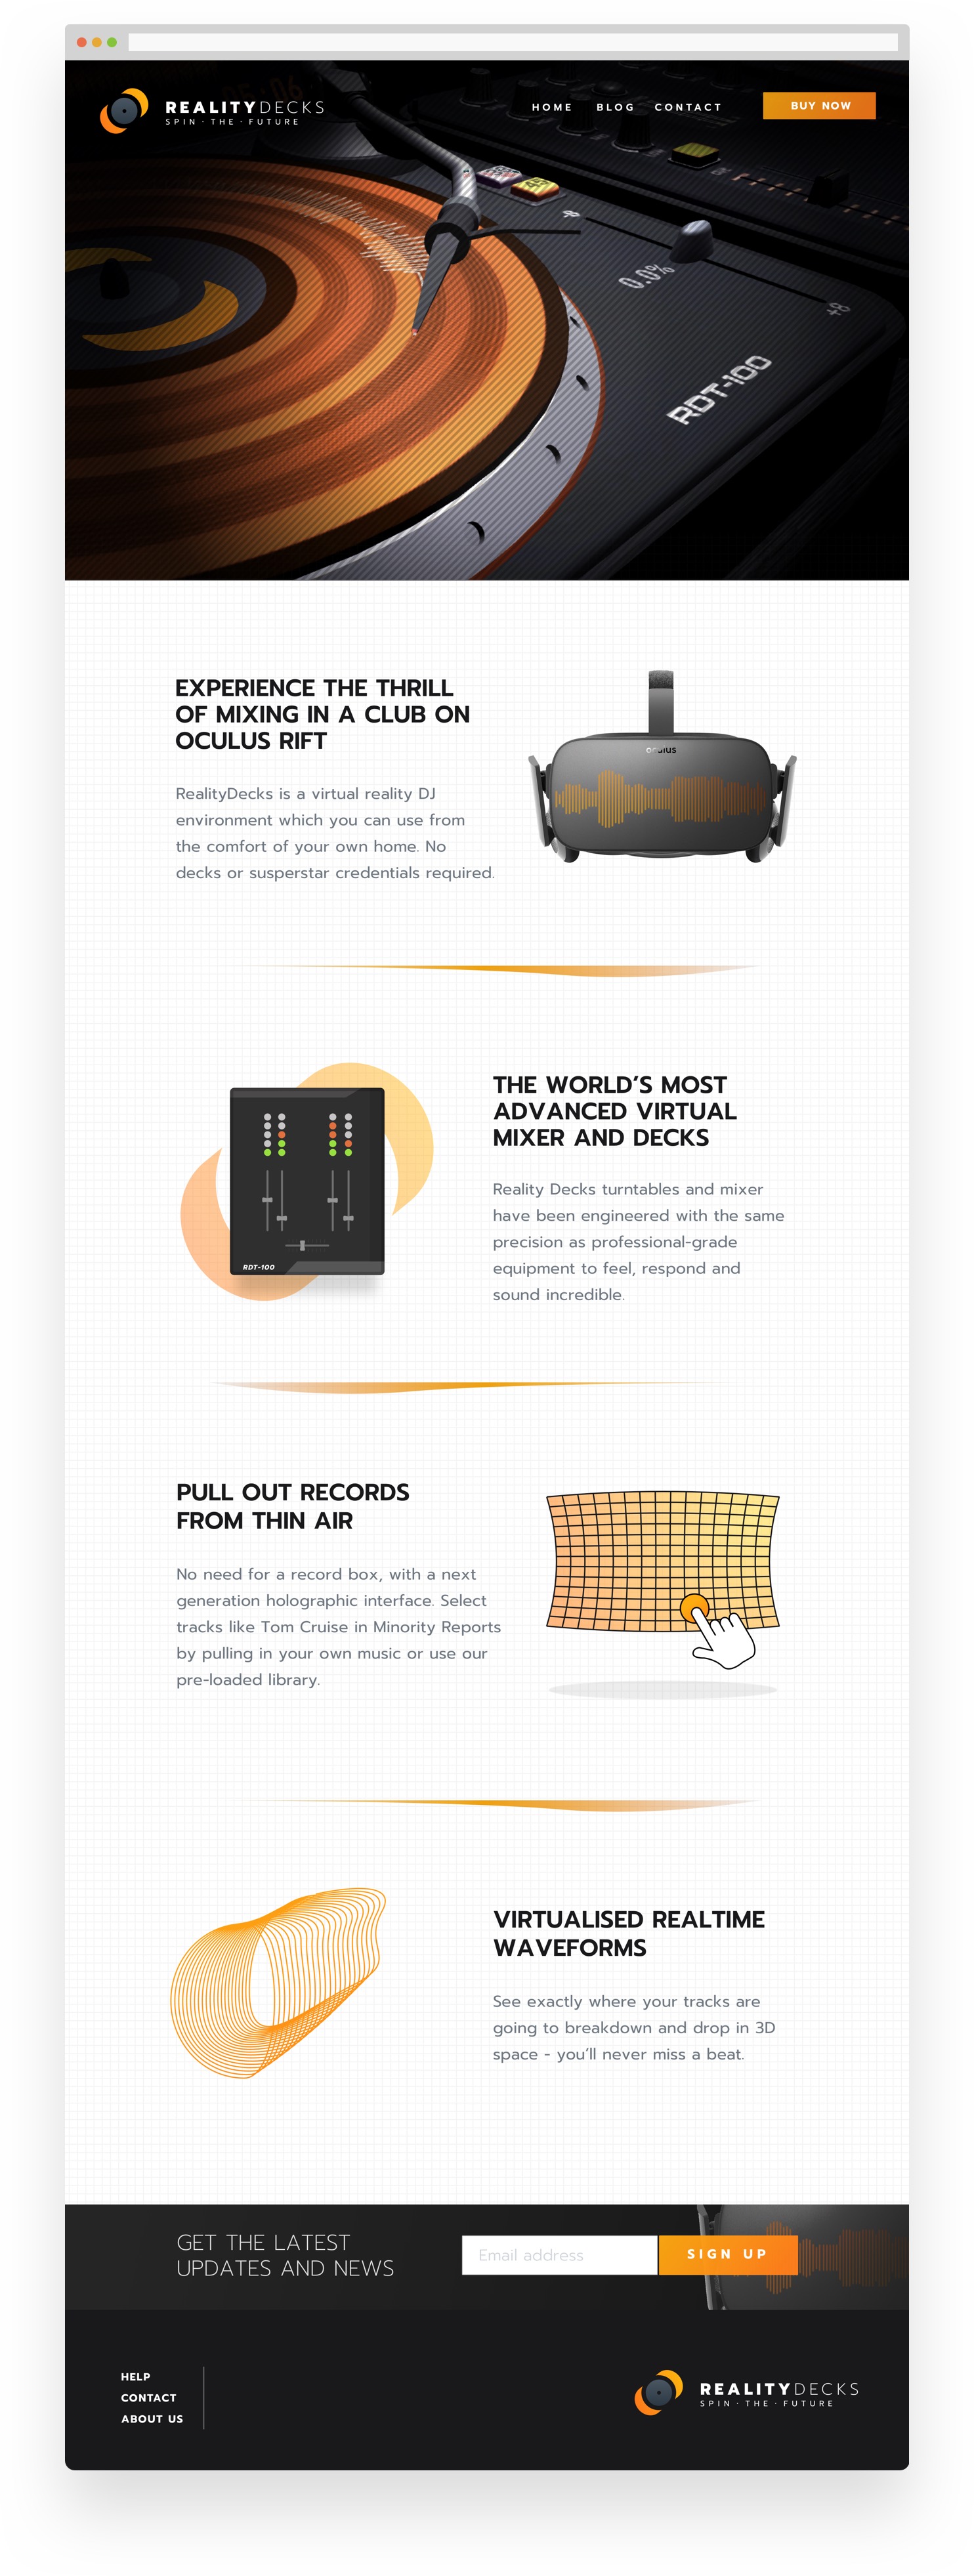 REALITYDECKS
SPIN · THE · FUTURE
HOME BLOG CONTACT
BUY NOW
0.0%
+8
RDT-100
EXPERIENCE THE THRILL
OF MIXING IN A CLUB ON
OCULUS RIFT
RealityDecks is a virtual reality DJ
environment which you can use from
the comfort of your own home. No
decks or susperstar credentials required.
oculus
THE WORLD’S MOST
ADVANCED VIRTUAL
MIXER AND DECKS
Reality Decks turntables and mixer
have been engineered with the same
precision as professional-grade
equipment to feel, respond and
sound incredible.
RDT-100
PULL OUT RECORDS
FROM THIN AIR
No need for a record box, with a next
generation holographic interface. Select
tracks like Tom Cruise in Minority Reports
by pulling in your own music or use our
pre-loaded library.
VIRTUALISED REALTIME
WAVEFORMS
See exactly where your tracks are
going to breakdown and drop in 3D
space - you’ll never miss a beat.
GET THE LATEST
UPDATES AND NEWS
Email address
SIGN UP
HELP
CONTACT
ABOUT US
REALITYDECKS
SPIN · THE · FUTURE